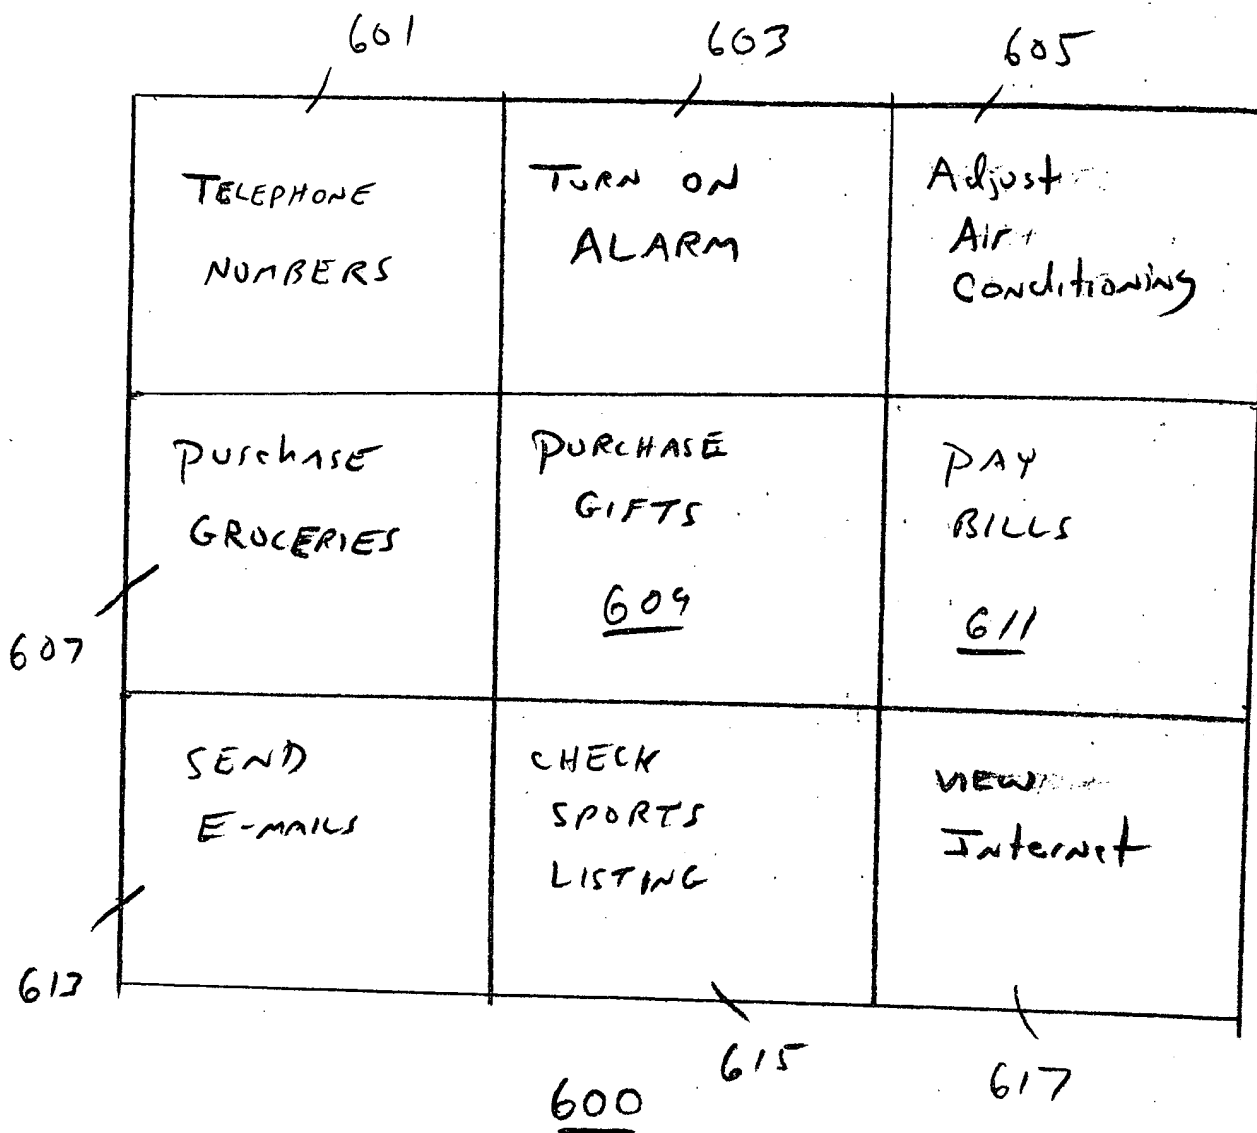 601 603 605
TELEPHONE
NUMBERS
TURN ON
ALARM
Adjust
Air
Conditioning
Purchase
GROCERIES
607
PURCHASE
GIFTS
609
PAY
BILLS
611
SEND
E-MAILS
613
CHECK
SPORTS
LISTING
615
VIEW
Internet
617
600